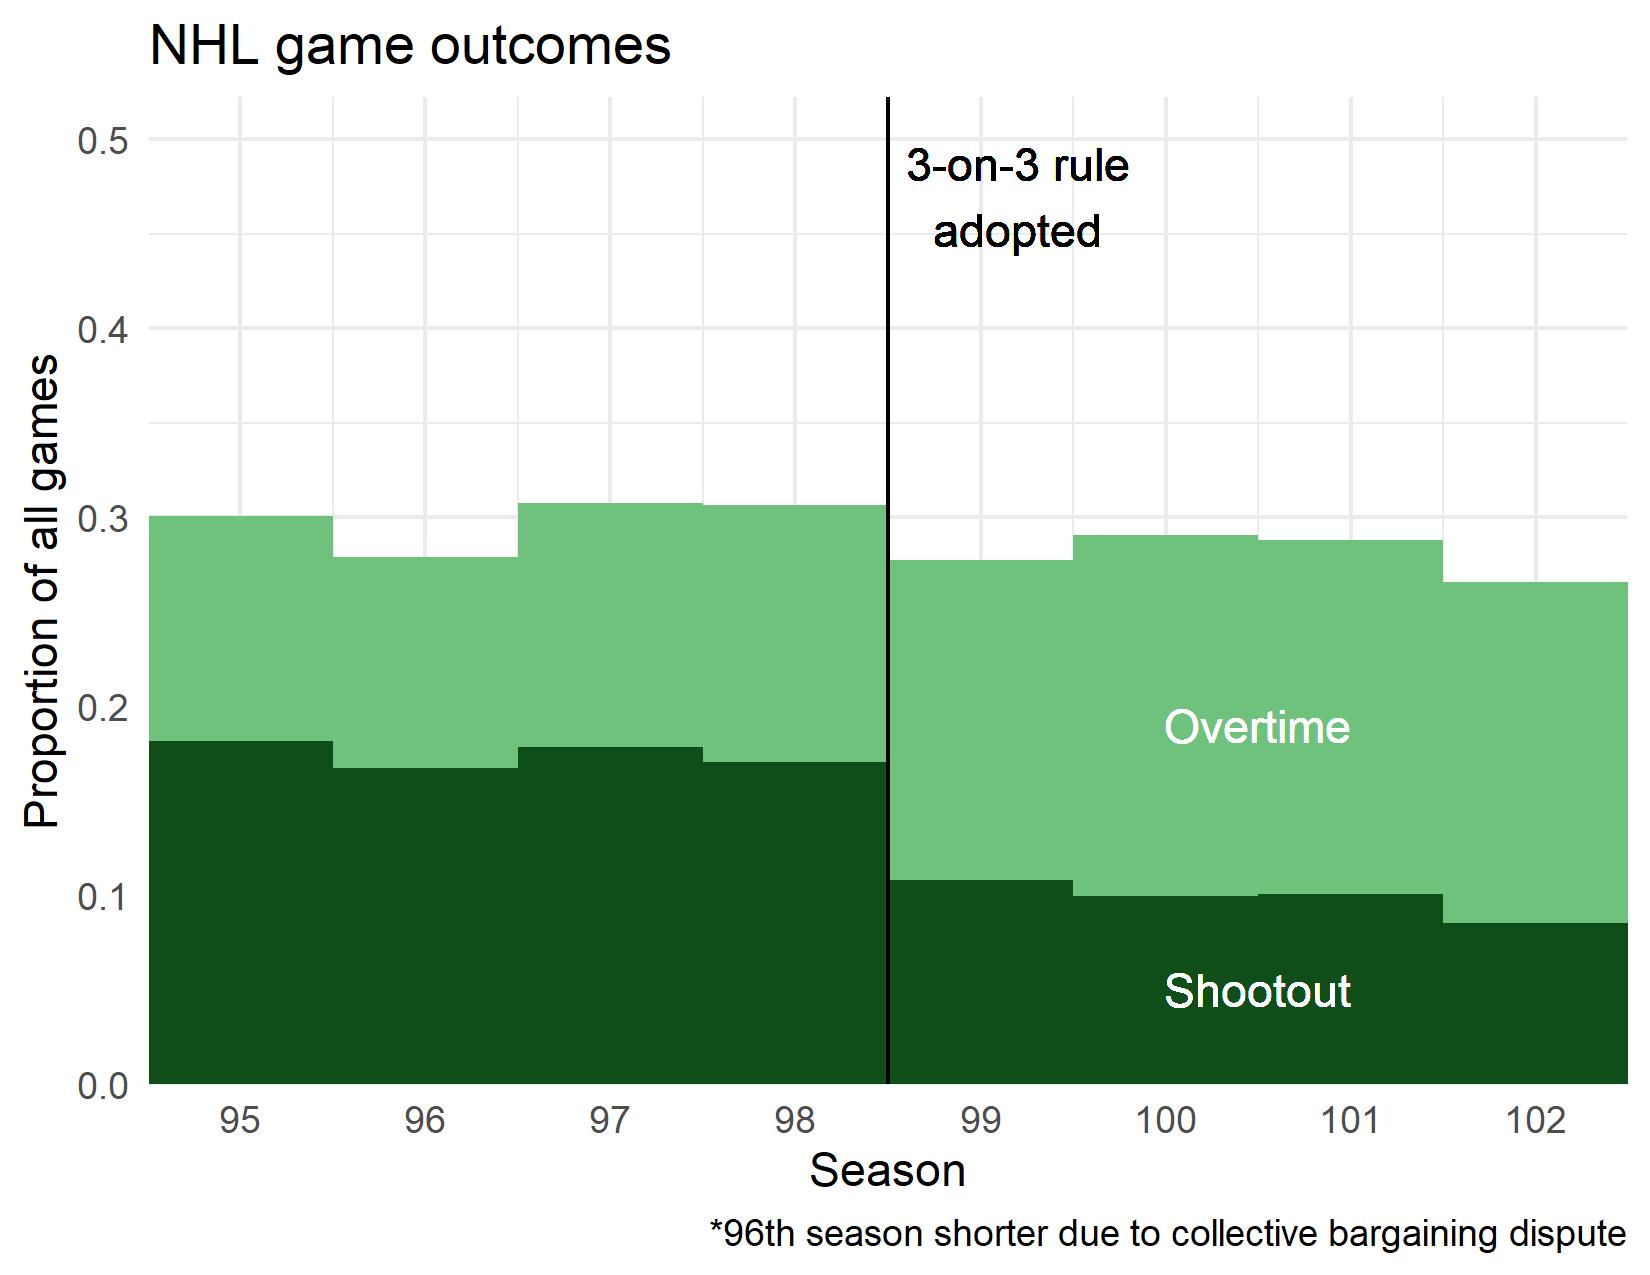 NHL game outcomes
0.5
0.4
0.3
0.2
0.1
0.0
Proportion of all games
3-on-3 rule
adopted
Overtime
Shootout
95 96 97 98 99 100 101 102
Season
*96th season shorter due to collective bargaining dispute